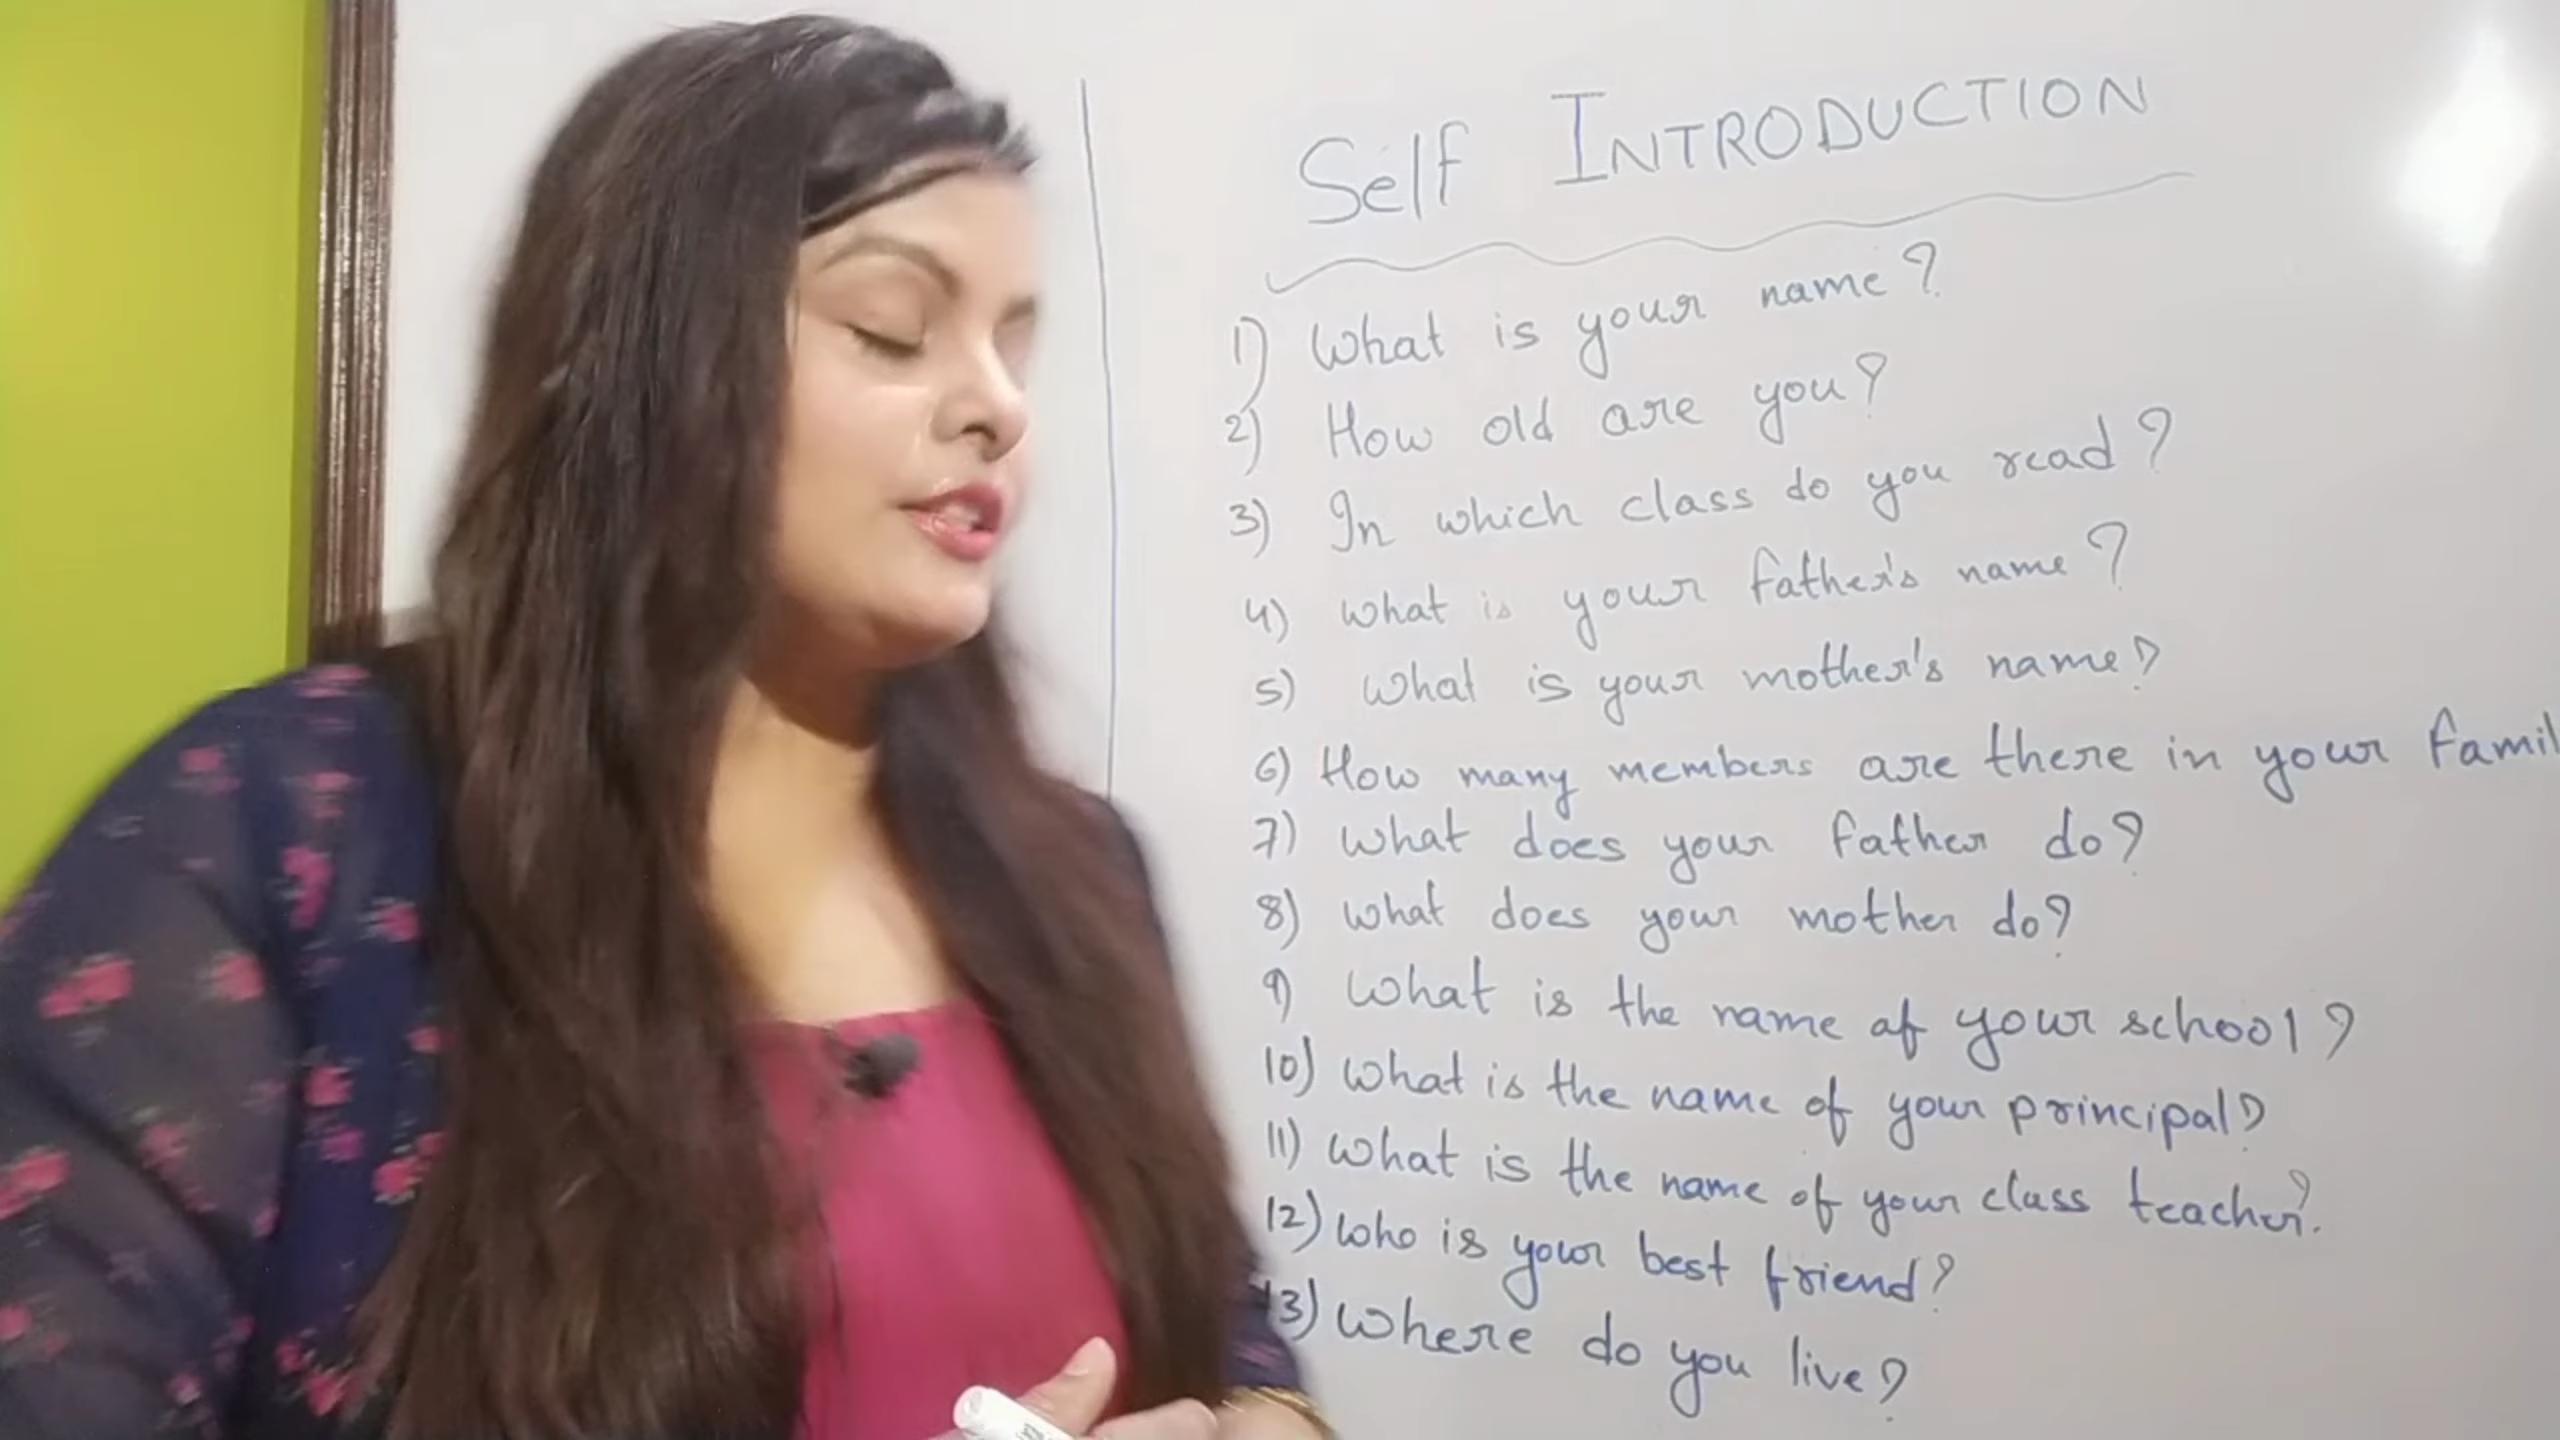 Self INTRODUCTION
1) What is your name?
2) How old are you?
3) In which class do you read?
4) What is your father's name?
5) What is your mother's name?
6) How many members are there in your famil
7) What does your father do?
8) What does your mother do?
9) What is the name of your school?
10) What is the name of your principal?
11) What is the name of your class teacher?
12) Who is your best friend?
13) Where do you live?